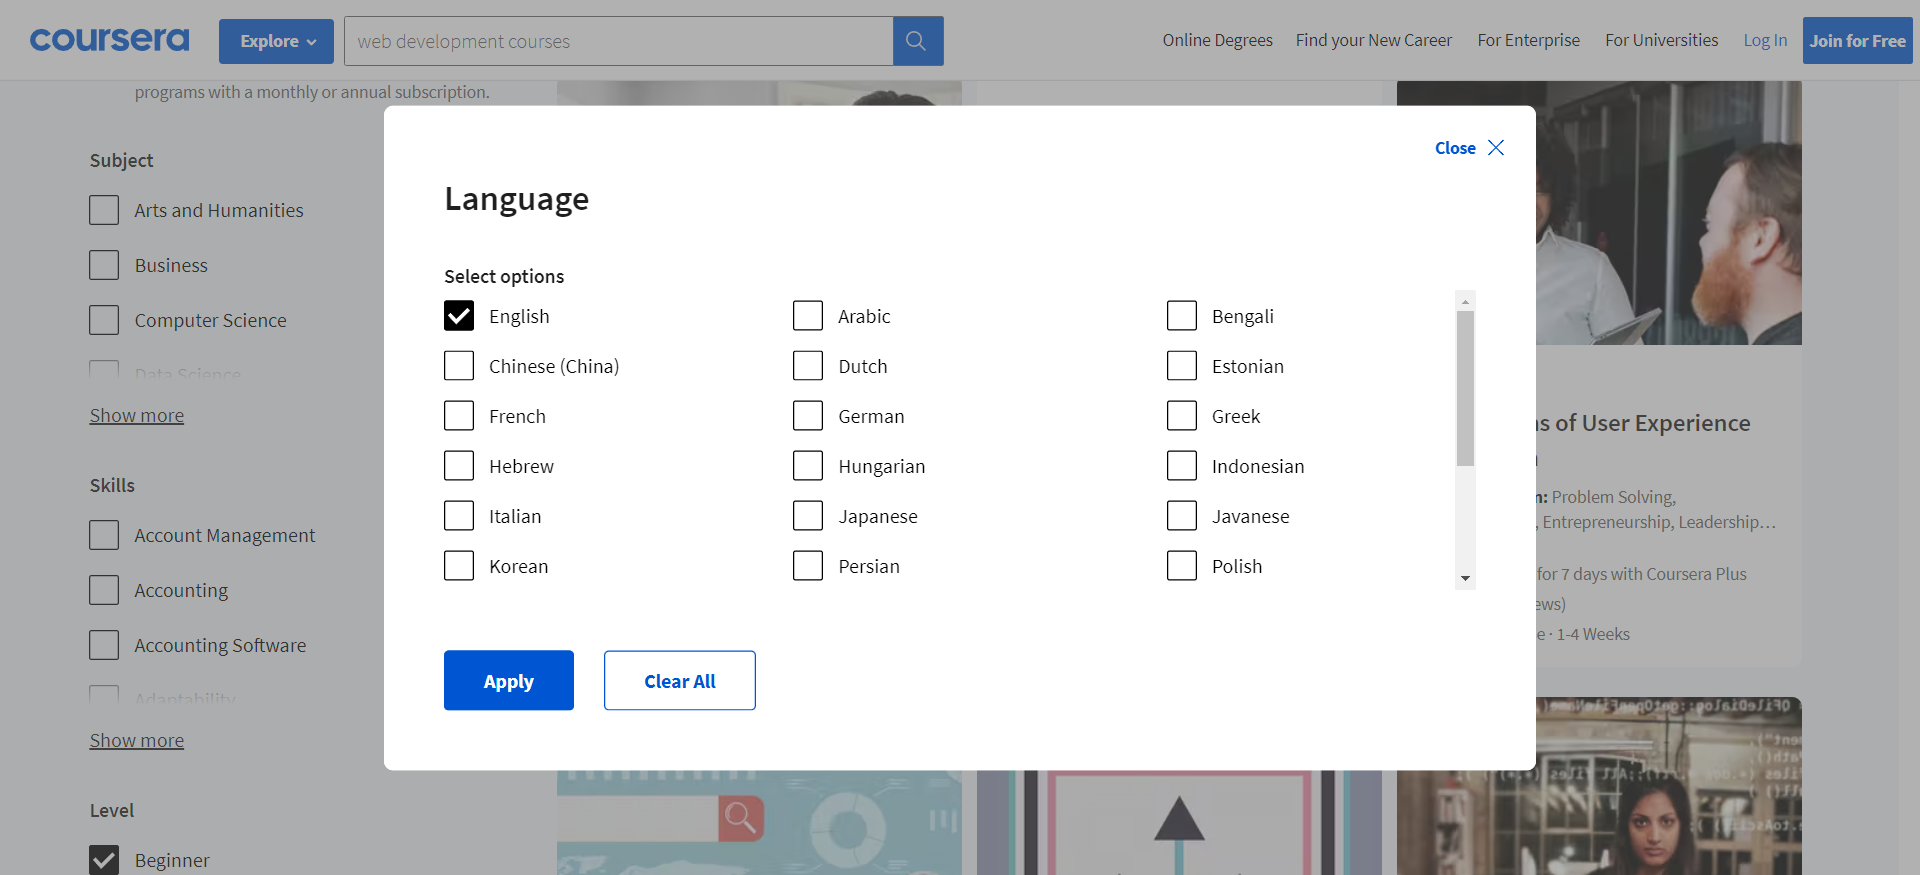 coursera
Explore
web development courses
Online Degrees
Find your New Career
For Enterprise
For Universities
Log In
Join for Free
programs with a monthly or annual subscription.
Subject
Arts and Humanities
Business
Computer Science
Data Science
Show more
Skills
Account Management
Accounting
Accounting Software
Adaptability
Show more
Level
Beginner
Close
Language
Select options
English
Arabic
Bengali
Chinese (China)
Dutch
Estonian
French
German
Greek
Hebrew
Hungarian
Indonesian
Italian
Japanese
Javanese
Korean
Persian
Polish
Apply
Clear All
of User Experience
Problem Solving,
, Entrepreneurship, Leadership…
for 7 days with Coursera Plus
· 1-4 Weeks